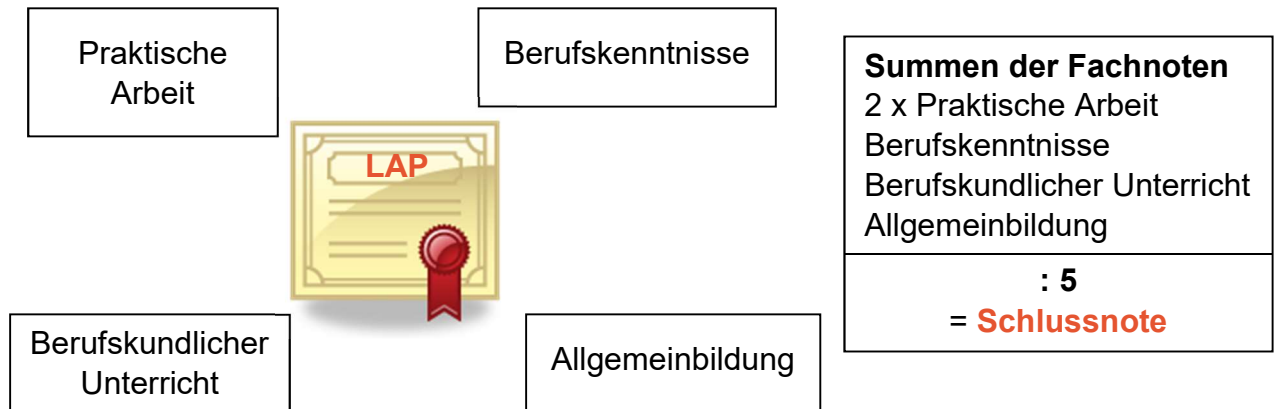 Praktische
Arbeit
Berufskenntnisse
LAP
Berufskundlicher
Unterricht
Allgemeinbildung
Summen der Fachnoten
2 x Praktische Arbeit
Berufskenntnisse
Berufskundlicher Unterricht
Allgemeinbildung
: 5
= Schlussnote